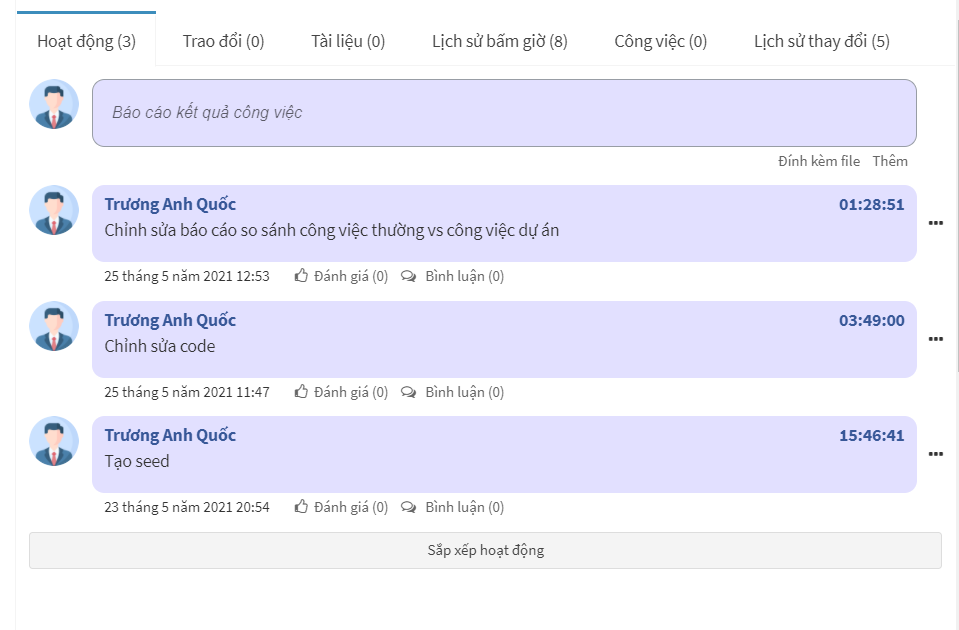 Hoạt động (3) Trao đổi (0) Tài liệu (0) Lịch sử bấm giờ (8) Công việc (0) Lịch sử thay đổi (5)
Báo cáo kết quả công việc
Đính kèm file Thêm
Trương Anh Quốc 01:28:51
Chỉnh sửa báo cáo so sánh công việc thường vs công việc dự án
25 tháng 5 năm 2021 12:53 Đánh giá (0) Bình luận (0)
Trương Anh Quốc 03:49:00
Chỉnh sửa code
25 tháng 5 năm 2021 11:47 Đánh giá (0) Bình luận (0)
Trương Anh Quốc 15:46:41
Tạo seed
23 tháng 5 năm 2021 20:54 Đánh giá (0) Bình luận (0)
Sắp xếp hoạt động